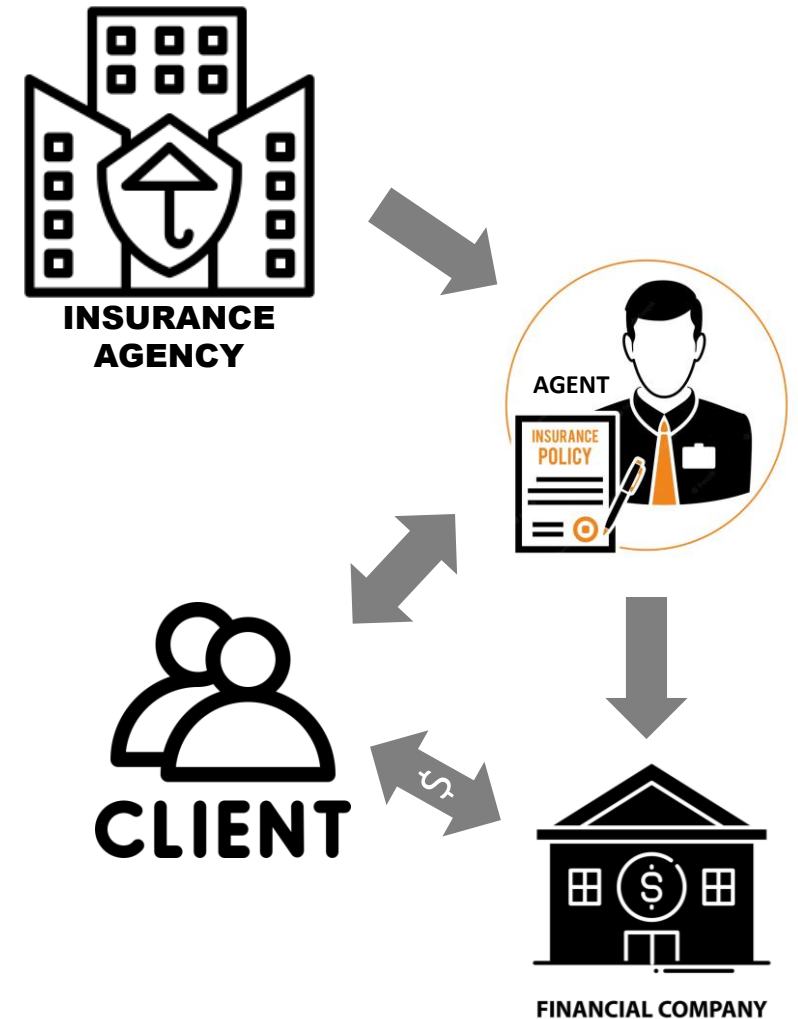 INSURANCE
AGENCY
AGENT
INSURANCE
POLICY
$
CLIENT
$
FINANCIAL COMPANY